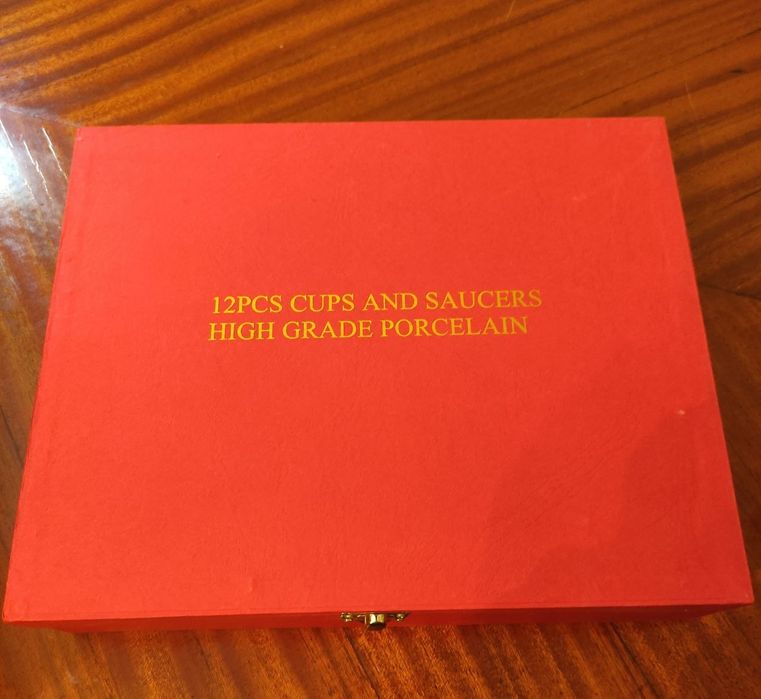 12PCS CUPS AND SAUCERS
HIGH GRADE PORCELAIN